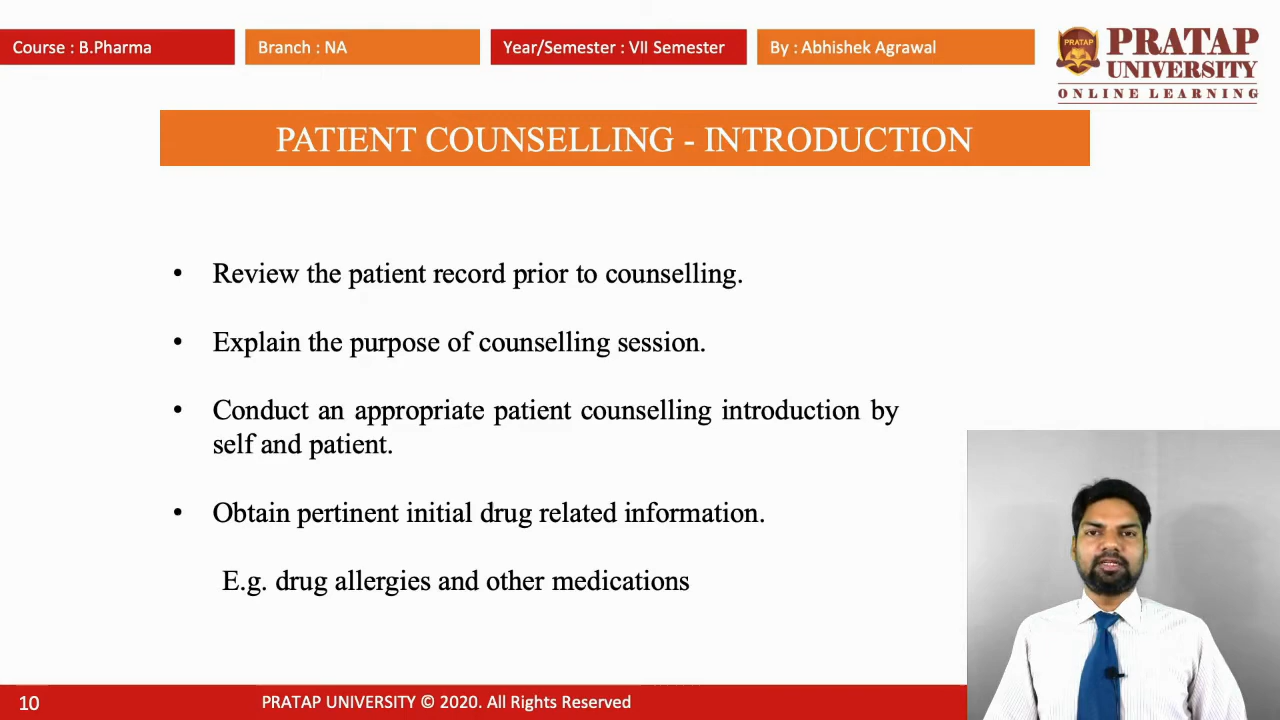 Course : B.Pharma
Branch : NA
Year/Semester : VII Semester
By : Abhishek Agrawal
PRATAP
PRATAP
UNIVERSITY
ONLINE LEARNING
PATIENT COUNSELLING - INTRODUCTION
• Review the patient record prior to counselling.
• Explain the purpose of counselling session.
• Conduct an appropriate patient counselling introduction by
self and patient.
• Obtain pertinent initial drug related information.
E.g. drug allergies and other medications
10
PRATAP UNIVERSITY © 2020. All Rights Reserved